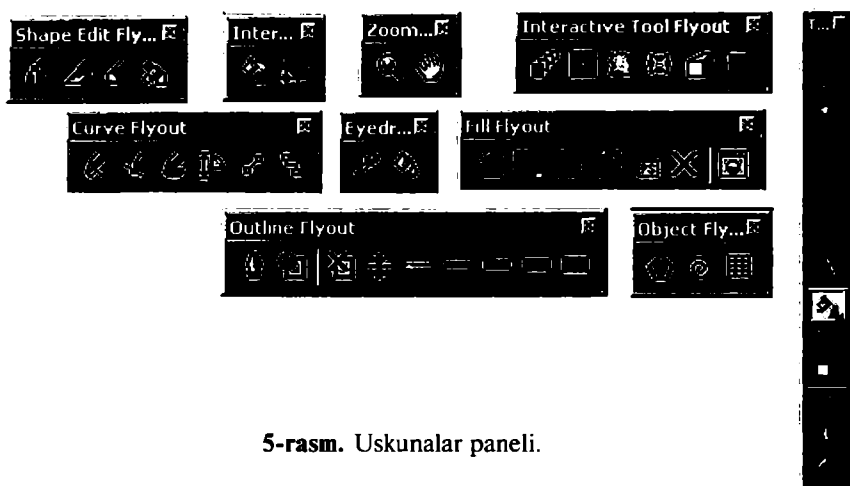 Shape Edit Fly...
Inter...
Zoom...
Interactive Tool Flyout
T...
Curve Flyout
Eyedr...
Fill Flyout
Outline Flyout
Object Fly...
5-rasm. Uskunalar paneli.